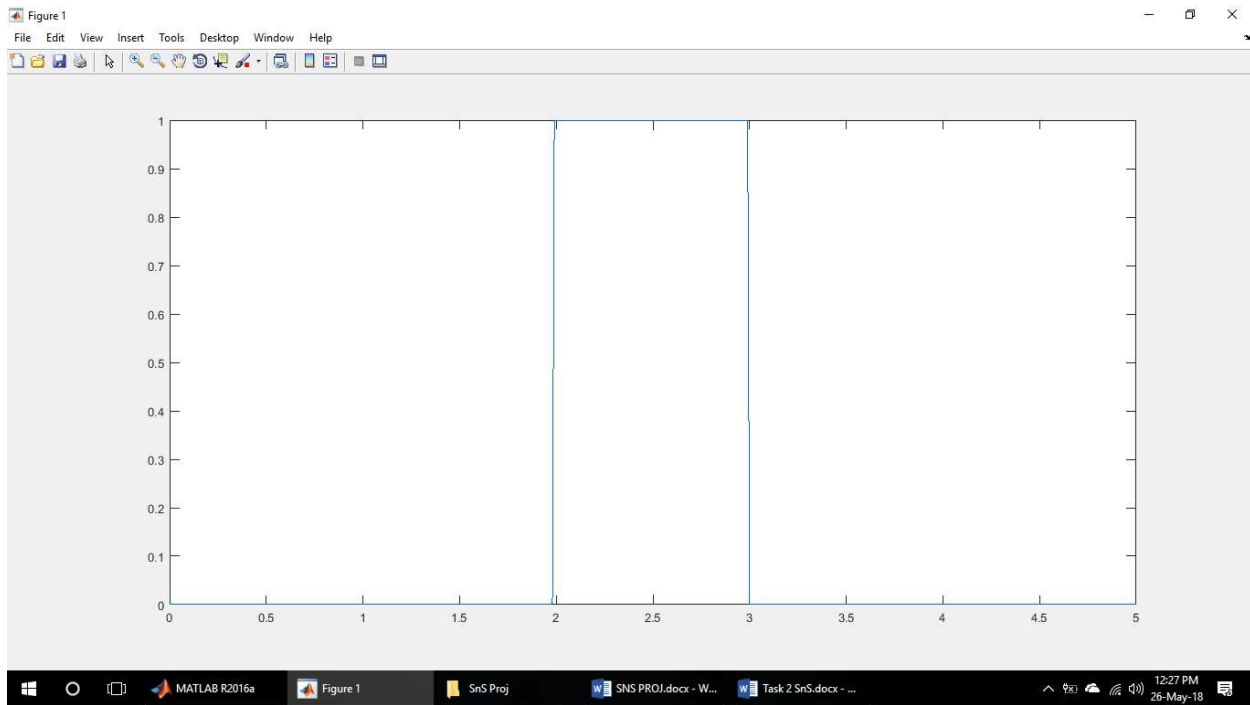 Figure 1
File Edit View Insert Tools Desktop Window Help
1
0.9
0.8
0.7
0.6
0.5
0.4
0.3
0.2
0.1
0
0 0.5 1 1.5 2 2.5 3 3.5 4 4.5 5
MATLAB R2016a Figure 1 SnS Proj SNS PROJ.docx - W... Task 2 SnS.docx - ... 12:27 PM
26-May-18